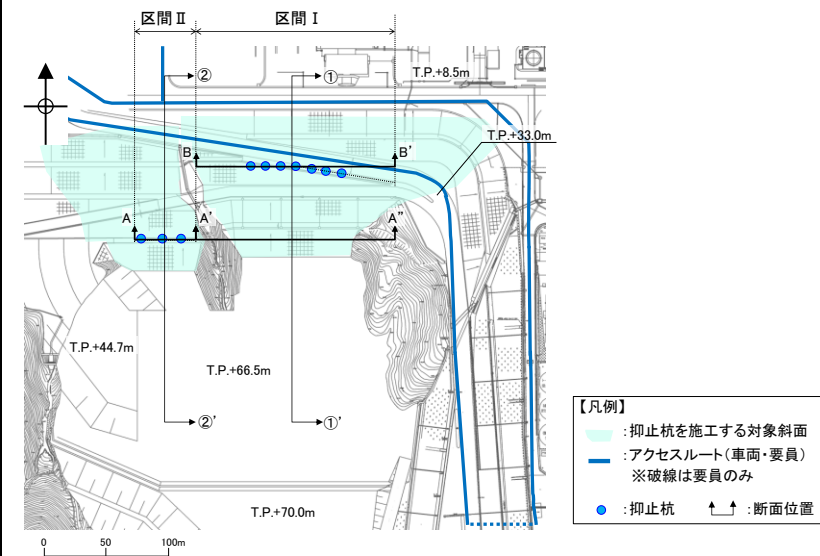 区間Ⅱ
区間Ⅰ
②
①
T.P.+8.5m
T.P.+33.0m
B
B'
A
A'
A"
T.P.+44.7m
T.P.+66.5m
②'
①'
T.P.+70.0m
0 50 100m
【凡例】
:抑止杭を施工する対象斜面
:アクセスルート(車両・要員)
※破線は要員のみ
:抑止杭 :断面位置